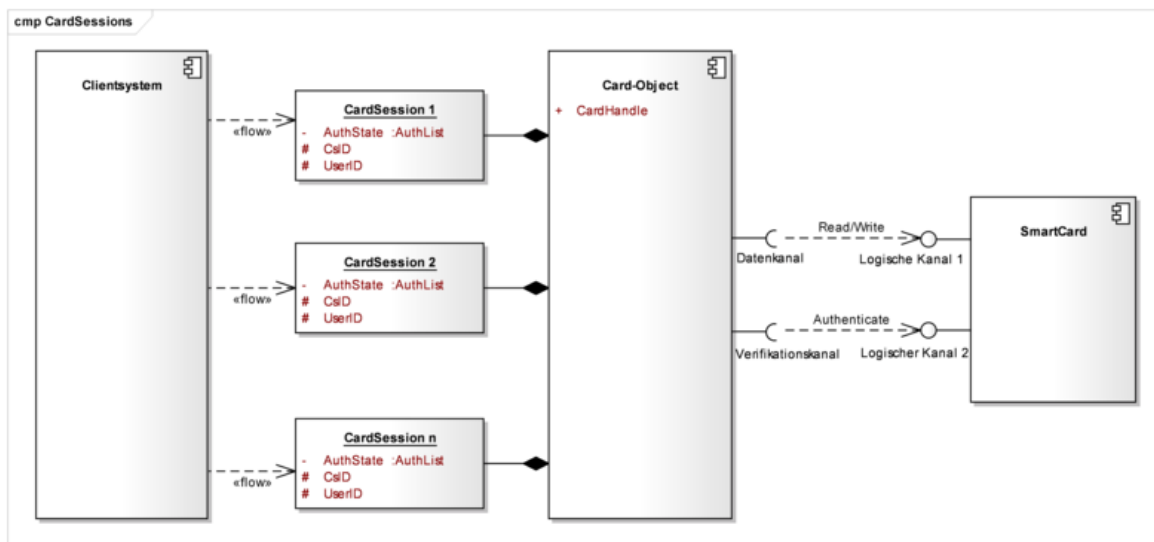 cmp CardSessions
Clientsystem
«flow»
«flow»
«flow»
CardSession 1
- AuthState :AuthList
# CsID
# UserID
CardSession 2
- AuthState :AuthList
# CsID
# UserID
CardSession n
- AuthState :AuthList
# CsID
# UserID
Card-Object
+ CardHandle
Read/Write
Datenkanal
Logische Kanal 1
Authenticate
Verifikationskanal
Logischer Kanal 2
SmartCard